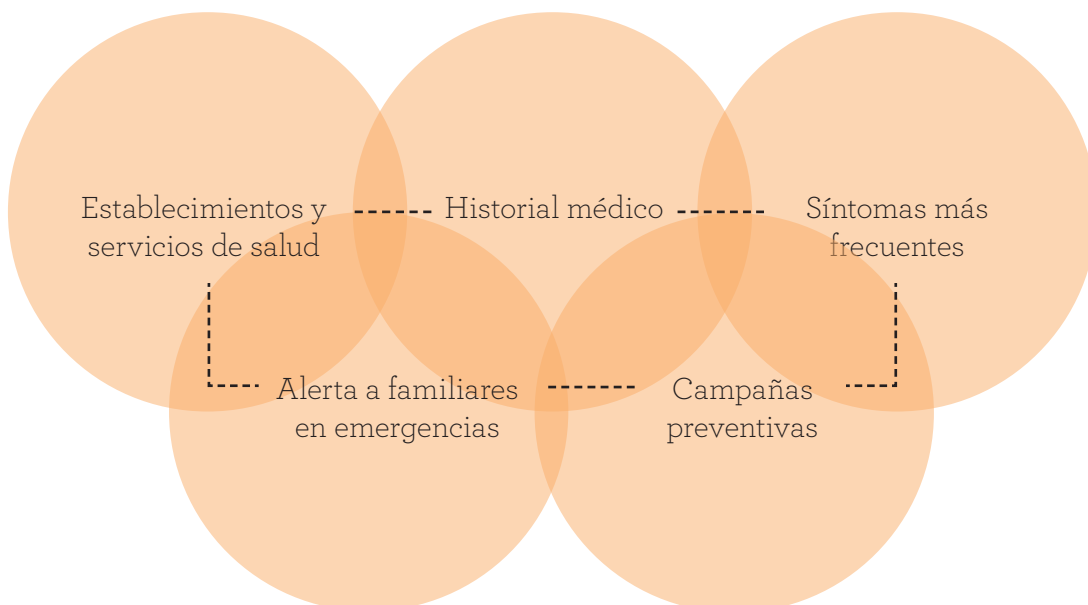 Establecimientos y
servicios de salud
Historial médico
Síntomas más
frecuentes
Alerta a familiares
en emergencias
Campañas
preventivas